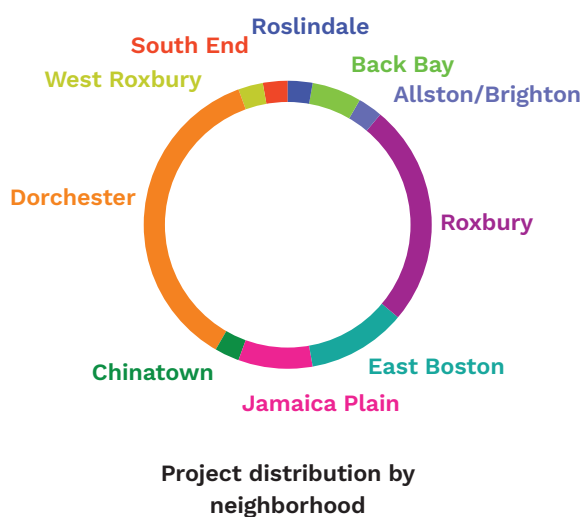 Roslindale
South End
Back Bay
West Roxbury
Allston/Brighton
Dorchester
Roxbury
East Boston
Chinatown
Jamaica Plain
Project distribution by
neighborhood